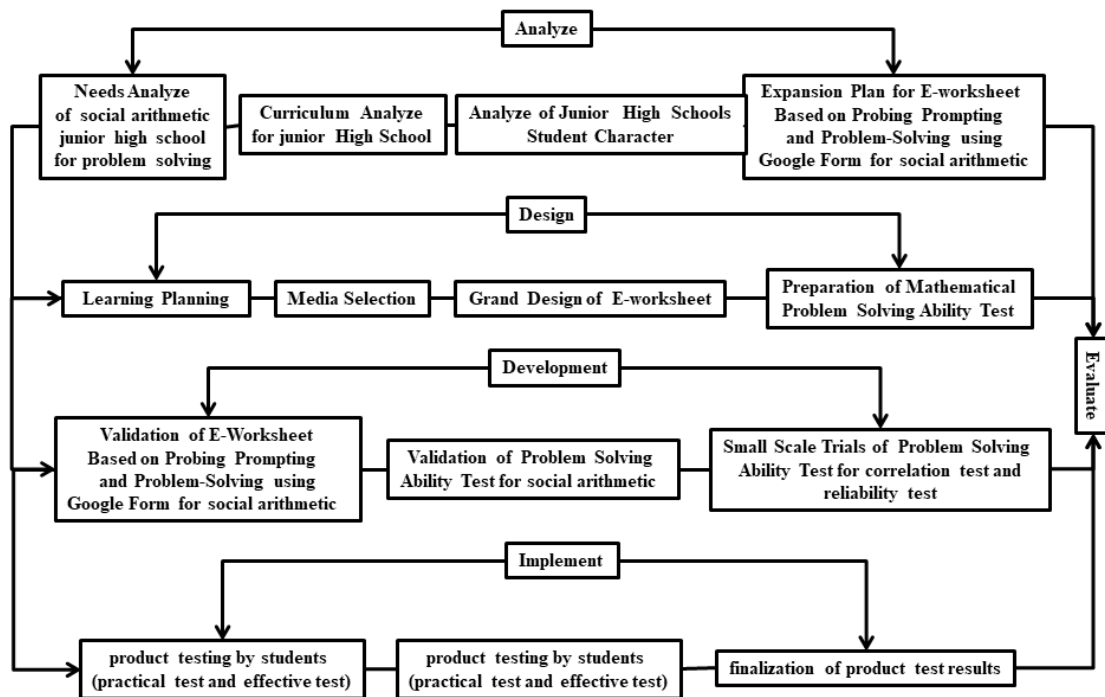 Analyze
Needs Analyze
of social arithmetic
junior high school
for problem solving
Curriculum Analyze
for junior High School
Analyze of Junior High Schools
Student Character
Expansion Plan for E-worksheet
Based on Probing Prompting
and Problem-Solving using
Google Form for social arithmetic
Design
Learning Planning
Media Selection
Grand Design of E-worksheet
Preparation of Mathematical
Problem Solving Ability Test
Evaluate
Development
Validation of E-Worksheet
Based on Probing Prompting
and Problem-Solving using
Google Form for social arithmetic
Validation of Problem Solving
Ability Test for social arithmetic
Small Scale Trials of Problem Solving
Ability Test for correlation test and
reliability test
Implement
product testing by students
(practical test and effective test)
product testing by students
(practical test and effective test)
finalization of product test results